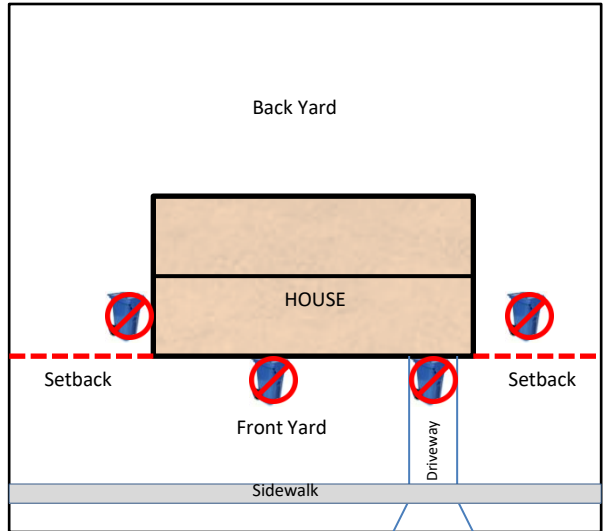 Back Yard
HOUSE
Setback
Setback
Front Yard
Driveway
Sidewalk